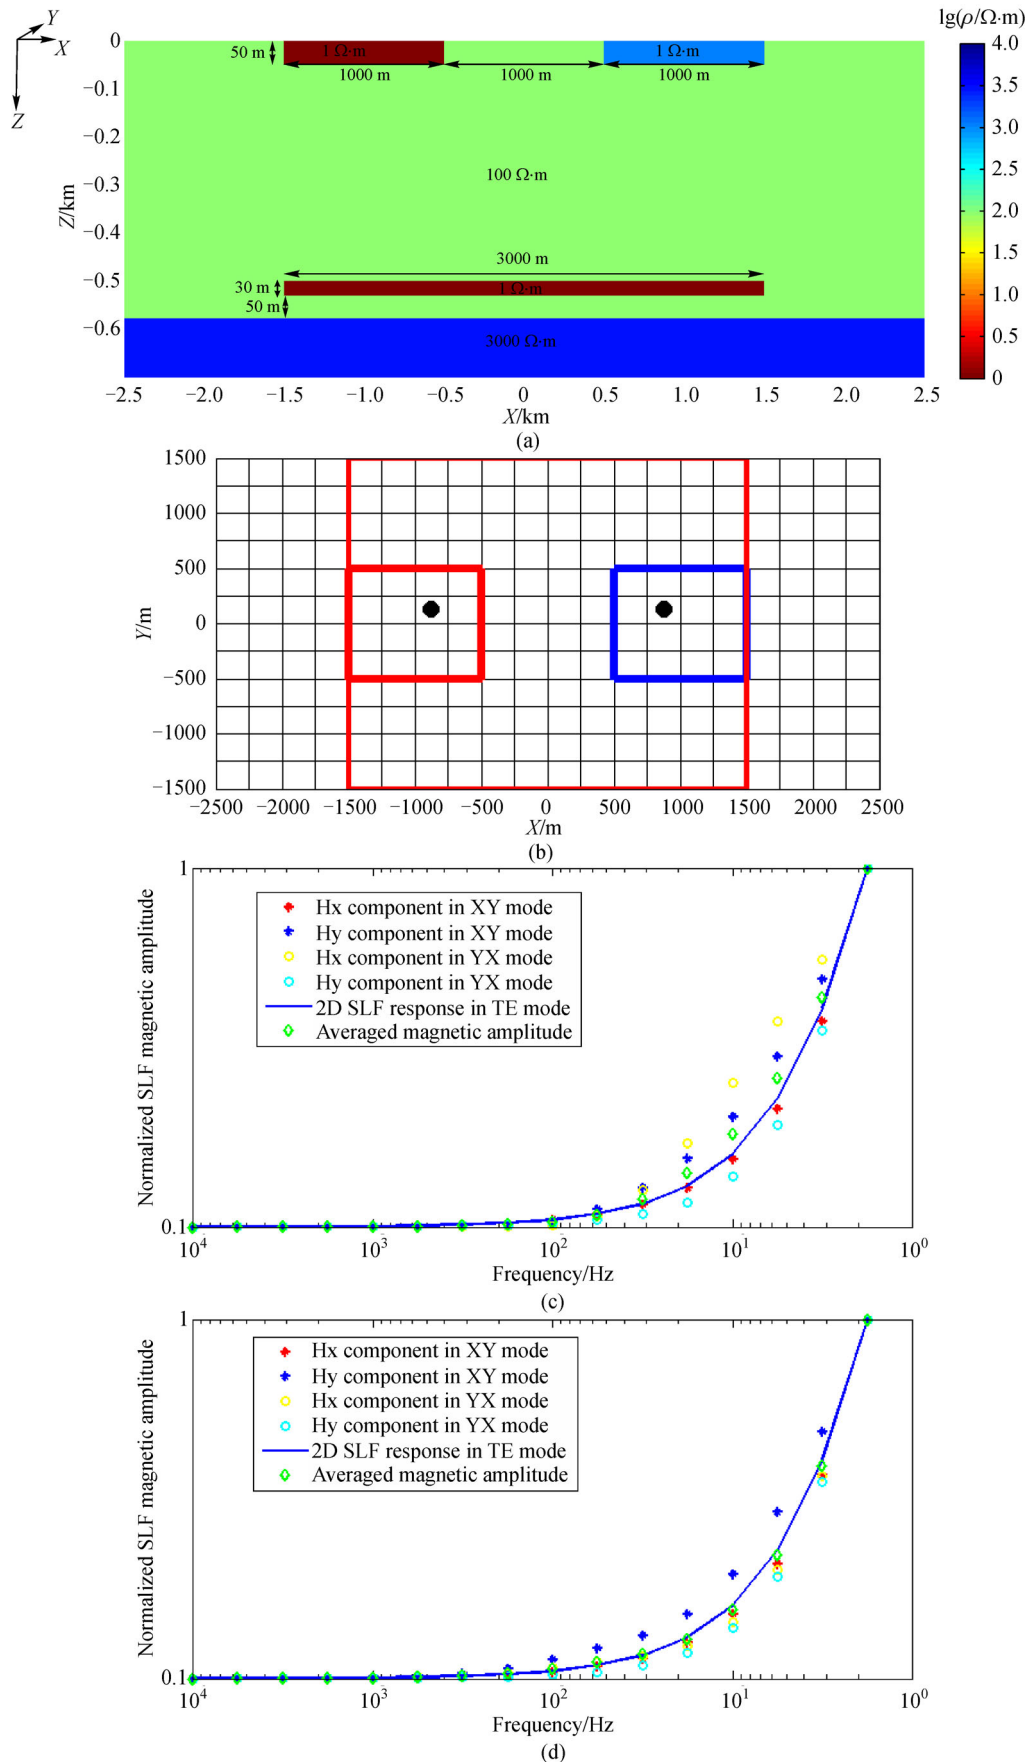 lg(ρ/Ω·m)
Y
X
Z
0
−0.1
−0.2
−0.3
−0.4
−0.5
−0.6
Z/km
50 m
1 Ω·m
1 Ω·m
1000 m
1000 m
1000 m
100 Ω·m
3000 m
30 m
1 Ω·m
50 m
3000 Ω·m
4.0
3.5
3.0
2.5
2.0
1.5
1.0
0.5
0
−2.5 −2.0 −1.5 −0.5 0 0.5 1.0 1.5 2.0 2.5
X/km
(a)
1500
1000
500
0
−500
−1000
−1500
Y/m
−2500 −2000 −1500 −1000 −500 0 500 1000 1500 2000 2500
X/m
(b)
1
0.1
Normalized SLF magnetic amplitude
Hx component in XY mode
Hy component in XY mode
Hx component in YX mode
Hy component in YX mode
2D SLF response in TE mode
Averaged magnetic amplitude
10⁴ 10³ 10² 10¹ 10⁰
Frequency/Hz
(c)
1
0.1
Normalized SLF magnetic amplitude
Hx component in XY mode
Hy component in XY mode
Hx component in YX mode
Hy component in YX mode
2D SLF response in TE mode
Averaged magnetic amplitude
10⁴ 10³ 10² 10¹ 10⁰
Frequency/Hz
(d)